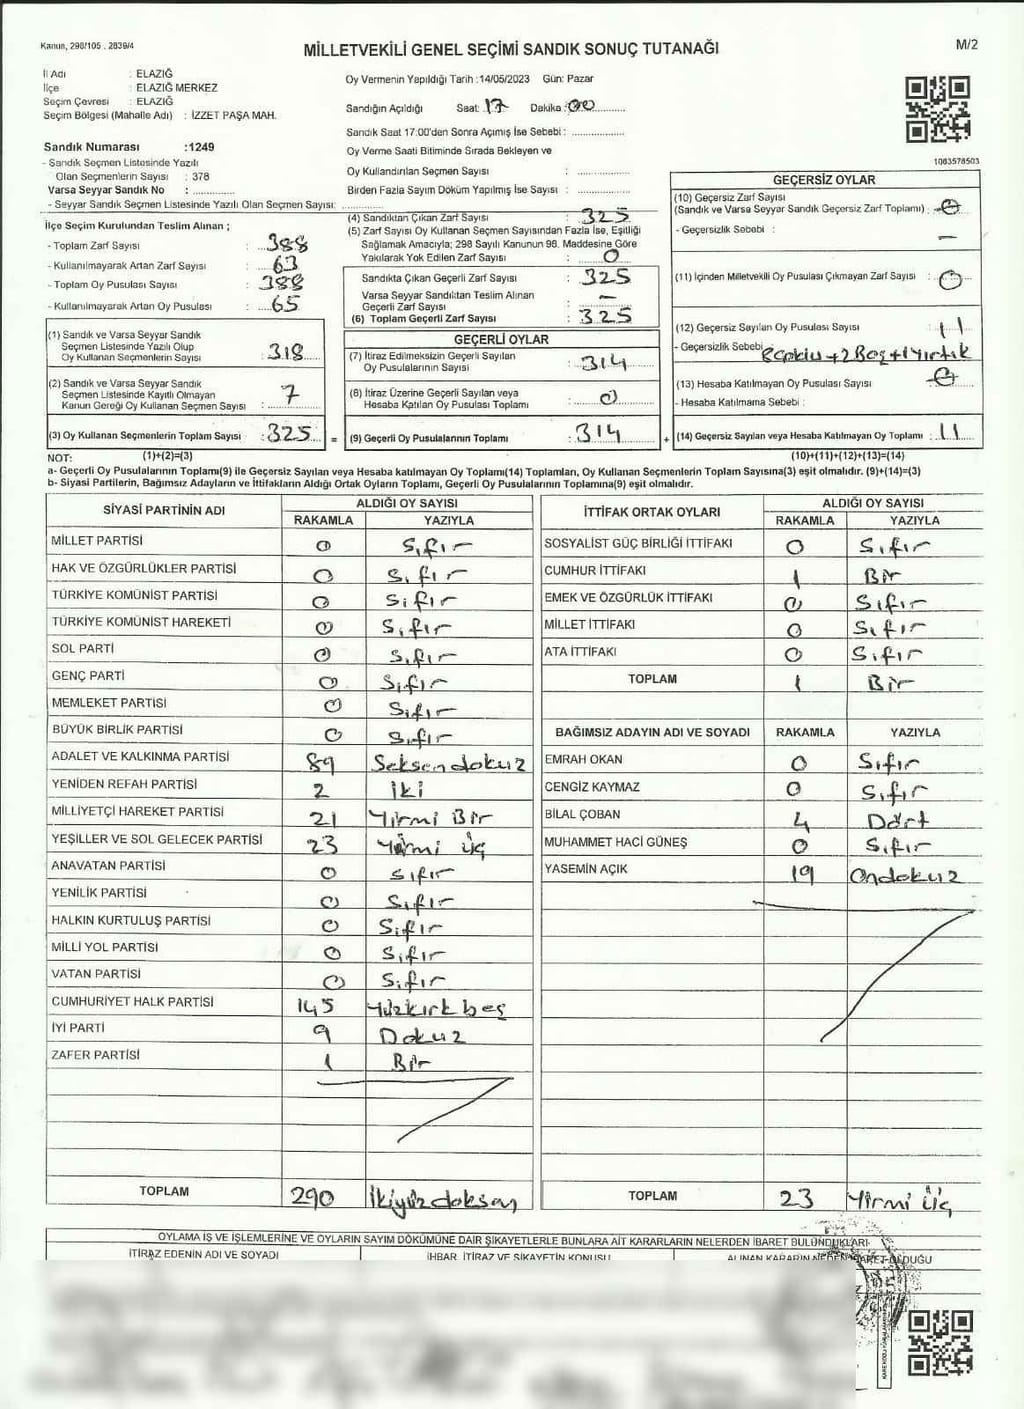 Kanun, 298/105 . 2839/4
MİLLETVEKİLİ GENEL SEÇİMİ SANDIK SONUÇ TUTANAĞI
M/2
İl Adı : ELAZIĞ
İlçe : ELAZIĞ MERKEZ
Seçim Çevresi : ELAZIĞ
Seçim Bölgesi (Mahalle Adı) : İZZET PAŞA MAH.
Sandık Numarası :1249
- Sandık Seçmen Listesinde Yazılı
Olan Seçmenlerin Sayısı : 378
Varsa Seyyar Sandık No : ..............
- Seyyar Sandık Seçmen Listesinde Yazılı Olan Seçmen Sayısı: ..............
Oy Vermenin Yapıldığı Tarih :14/05/2023 Gün: Pazar
Sandığın Açıldığı Saat: 17 Dakika :00
Sandık Saat 17:00'den Sonra Açımış İse Sebebi : ..............
Oy Verme Saati Bitiminde Sırada Bekleyen ve
Oy Kullandırılan Seçmen Sayısı : ..............
Birden Fazla Sayım Döküm Yapılmış İse Sayısı : ..............
1083578503
İlçe Seçim Kurulundan Teslim Alınan ;
- Toplam Zarf Sayısı : 388
- Kullanılmayarak Artan Zarf Sayısı : 63
- Toplam Oy Pusulası Sayısı : 388
- Kullanılmayarak Artan Oy Pusulası : 65
(1) Sandık ve Varsa Seyyar Sandık
Seçmen Listesinde Yazılı Olup
Oy Kullanan Seçmenlerin Sayısı : 318
(2) Sandık ve Varsa Seyyar Sandık
Seçmen Listesinde Kayıtlı Olmayan
Kanun Gereği Oy Kullanan Seçmen Sayısı : 7
(3) Oy Kullanan Seçmenlerin Toplam Sayısı : 325 =
(4) Sandıktan Çıkan Zarf Sayısı : 325
(5) Zarf Sayısı Oy Kullanan Seçmen Sayısından Fazla İse, Eşitliği
Sağlamak Amacıyla; 298 Sayılı Kanunun 98. Maddesine Göre
Yakılarak Yok Edilen Zarf Sayısı : 0
Sandıkta Çıkan Geçerli Zarf Sayısı : 325
Varsa Seyyar Sandıktan Teslim Alınan
Geçerli Zarf Sayısı : –
(6) Toplam Geçerli Zarf Sayısı : 325
GEÇERLİ OYLAR
(7) İtiraz Edilmeksizin Geçerli Sayılan
Oy Pusulalarının Sayısı : 314
(8) İtiraz Üzerine Geçerli Sayılan veya
Hesaba Katılan Oy Pusulası Toplamı : 0
(9) Geçerli Oy Pusulalarının Toplamı : 314 +
GEÇERSİZ OYLAR
(10) Geçersiz Zarf Sayısı
(Sandık ve Varsa Seyyar Sandık Geçersiz Zarf Toplamı) : 0
- Geçersizlik Sebebi : –
(11) İçinden Milletvekili Oy Pusulası Çıkmayan Zarf Sayısı : 0
(12) Geçersiz Sayılan Oy Pusulası Sayısı : 11
- Geçersizlik Sebebi +2 Boş+1 Yırtık
(13) Hesaba Katılmayan Oy Pusulası Sayısı : 0
- Hesaba Katılmama Sebebi :
(14) Geçersiz Sayılan veya Hesaba Katılmayan Oy Toplamı : 11
NOT: (1)+(2)=(3) (10)+(11)+(12)+(13)=(14)
a- Geçerli Oy Pusulalarının Toplamı(9) ile Geçersiz Sayılan veya Hesaba katılmayan Oy Toplamı(14) Toplamları, Oy Kullanan Seçmenlerin Toplam Sayısına(3) eşit olmalıdır. (9)+(14)=(3)
b- Siyasi Partilerin, Bağımsız Adayların ve İttifakların Aldığı Ortak Oyların Toplamı, Geçerli Oy Pusulalarının Toplamına(9) eşit olmalıdır.
SİYASİ PARTİNİN ADI ALDIĞI OY SAYISI
RAKAMLA YAZIYLA
MİLLET PARTİSİ 0 Sıfır
HAK VE ÖZGÜRLÜKLER PARTİSİ 0 Sıfır
TÜRKİYE KOMÜNİST PARTİSİ 0 Sıfır
TÜRKİYE KOMÜNİST HAREKETİ 0 Sıfır
SOL PARTİ 0 Sıfır
GENÇ PARTİ 0 Sıfır
MEMLEKET PARTİSİ 0 Sıfır
BÜYÜK BİRLİK PARTİSİ 0 Sıfır
ADALET VE KALKINMA PARTİSİ 89 Seksendokuz
YENİDEN REFAH PARTİSİ 2 İki
MİLLİYETÇİ HAREKET PARTİSİ 21 Yirmi Bir
YEŞİLLER VE SOL GELECEK PARTİSİ 23 Yirmi üç
ANAVATAN PARTİSİ 0 Sıfır
YENİLİK PARTİSİ 0 Sıfır
HALKIN KURTULUŞ PARTİSİ 0 Sıfır
MİLLİ YOL PARTİSİ 0 Sıfır
VATAN PARTİSİ 0 Sıfır
CUMHURİYET HALK PARTİSİ 145 Yüzkırkbeş
İYİ PARTİ 9 Dokuz
ZAFER PARTİSİ 1 Bir
TOPLAM 290 İkiyüzdoksan
İTTİFAK ORTAK OYLARI ALDIĞI OY SAYISI
RAKAMLA YAZIYLA
SOSYALİST GÜÇ BİRLİĞİ İTTİFAKI 0 Sıfır
CUMHUR İTTİFAKI 1 Bir
EMEK VE ÖZGÜRLÜK İTTİFAKI 0 Sıfır
MİLLET İTTİFAKI 0 Sıfır
ATA İTTİFAKI 0 Sıfır
TOPLAM 1 Bir
BAĞIMSIZ ADAYIN ADI VE SOYADI RAKAMLA YAZIYLA
EMRAH OKAN 0 Sıfır
CENGİZ KAYMAZ 0 Sıfır
BİLAL ÇOBAN 4 Dört
MUHAMMET HACİ GÜNEŞ 0 Sıfır
YASEMİN AÇIK 19 Ondokuz
TOPLAM 23 Yirmi üç
OYLAMA İŞ VE İŞLEMLERİNE VE OYLARIN SAYIM DÖKÜMÜNE DAİR ŞİKAYETLERLE BUNLARA AİT KARARLARIN NELERDEN İBARET BULUNDUKLARI
İTİRAZ EDENİN ADI VE SOYADI İHBAR, İTİRAZ VE ŞİKAYETİN KONUSU ALINAN KARARIN NEDEN İBARET OLDUĞU